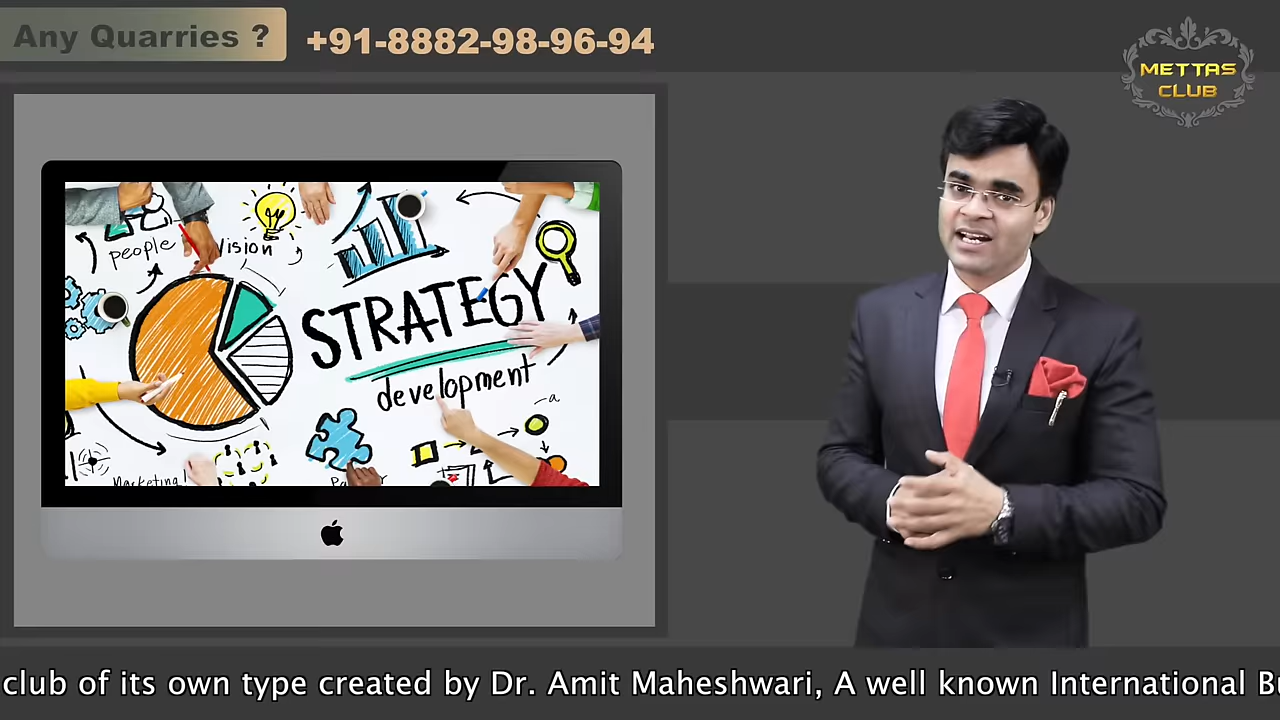 Any Quarries ?
+91-8882-98-96-94
METTAS
CLUB
people
Vision
STRATEGY
development
a
Marketing
club of its own type created by Dr. Amit Maheshwari, A well known International